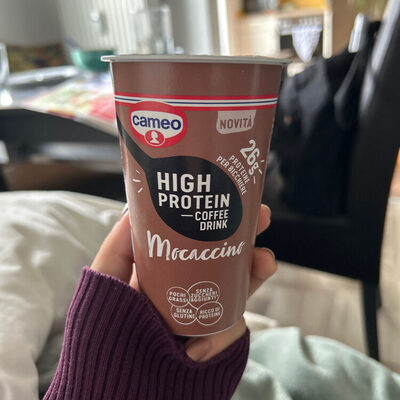 cameo
NOVITÀ
26g
PROTEINE
PER BICCHIERE
HIGH
PROTEIN
COFFEE
DRINK
Mocaccino
POCHI
GRASSI
SENZA
ZUCCHERI
AGGIUNTI
SENZA
GLUTINE
RICCO DI
PROTEINE